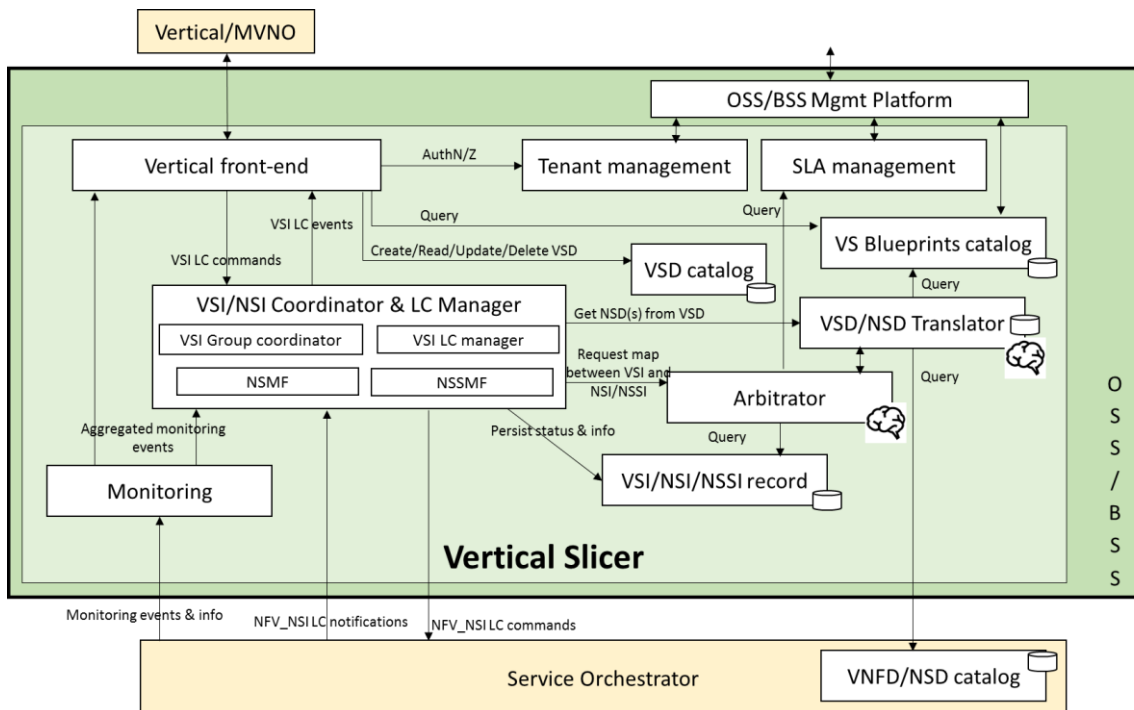 Vertical/MVNO
OSS/BSS Mgmt Platform
Vertical front-end
AuthN/Z
Tenant management
SLA management
VSI LC events
Query
Query
VS Blueprints catalog
VSI LC commands
Create/Read/Update/Delete VSD
VSD catalog
Query
VSI/NSI Coordinator & LC Manager
Get NSD(s) from VSD
VSD/NSD Translator
VSI Group coordinator
VSI LC manager
Request map
between VSI and
NSI/NSSI
NSMF
NSSMF
Query
Arbitrator
Aggregated monitoring
events
Persist status & info
Query
Monitoring
VSI/NSI/NSSI record
Vertical Slicer
O
S
S
/
B
S
S
Monitoring events & info
NFV_NSI LC notifications
NFV_NSI LC commands
Service Orchestrator
VNFD/NSD catalog